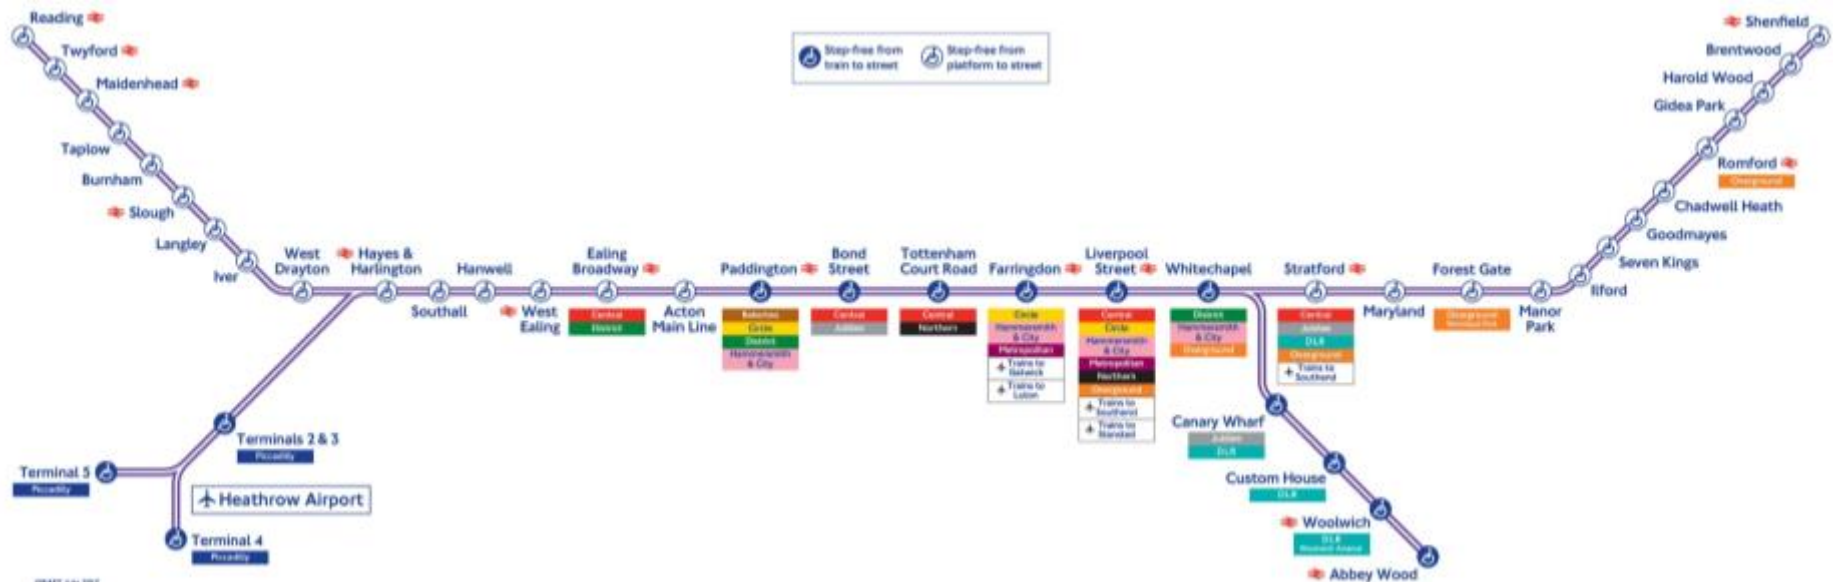 Reading
Twyford
Maidenhead
Taplow
Burnham
Slough
Langley
Iver
West
Drayton
Hayes &
Harlington
Southall
Hanwell
West
Ealing
Ealing
Broadway
Central
District
Acton
Main Line
Paddington
Bakerloo
Circle
District
Hammersmith
& City
Bond
Street
Central
Jubilee
Tottenham
Court Road
Central
Northern
Farringdon
Circle
Hammersmith
& City
Metropolitan
Trains to
Gatwick
Trains to
Luton
Liverpool
Street
Central
Circle
Hammersmith
& City
Metropolitan
Northern
Overground
Trains to
Southend
Trains to
Stansted
Whitechapel
District
Hammersmith
& City
Overground
Stratford
Central
Jubilee
DLR
Overground
Trains to
Southend
Maryland
Forest Gate
Overground
Manor
Park
Ilford
Seven Kings
Goodmayes
Chadwell Heath
Romford
Overground
Gidea Park
Harold Wood
Brentwood
Shenfield
Step-free from
train to street
Step-free from
platform to street
Terminals 2 & 3
Piccadilly
Terminal 5
Piccadilly
Heathrow Airport
Terminal 4
Piccadilly
Canary Wharf
Jubilee
DLR
Custom House
DLR
Woolwich
DLR
Woolwich Arsenal
Abbey Wood